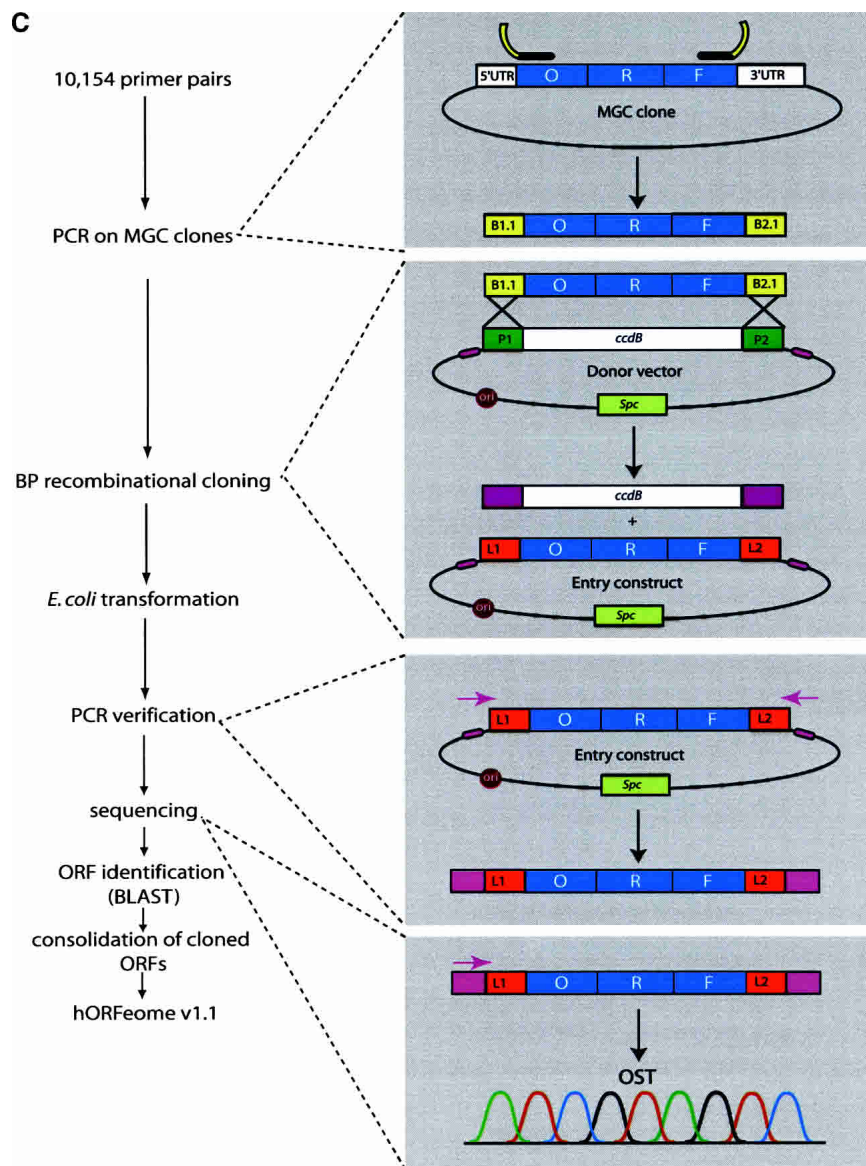 C
10,154 primer pairs
PCR on MGC clones
BP recombinational cloning
E. coli transformation
PCR verification
sequencing
ORF identification
(BLAST)
consolidation of cloned
ORFs
hORFeome v1.1
5'UTR O R F 3'UTR
MGC clone
B1.1 O R F B2.1
B1.1 O R F B2.1
P1 ccdB P2
Donor vector
ori
Spc
ccdB
+
L1 O R F L2
Entry construct
ori
Spc
L1 O R F L2
Entry construct
ori
Spc
L1 O R F L2
L1 O R F L2
OST